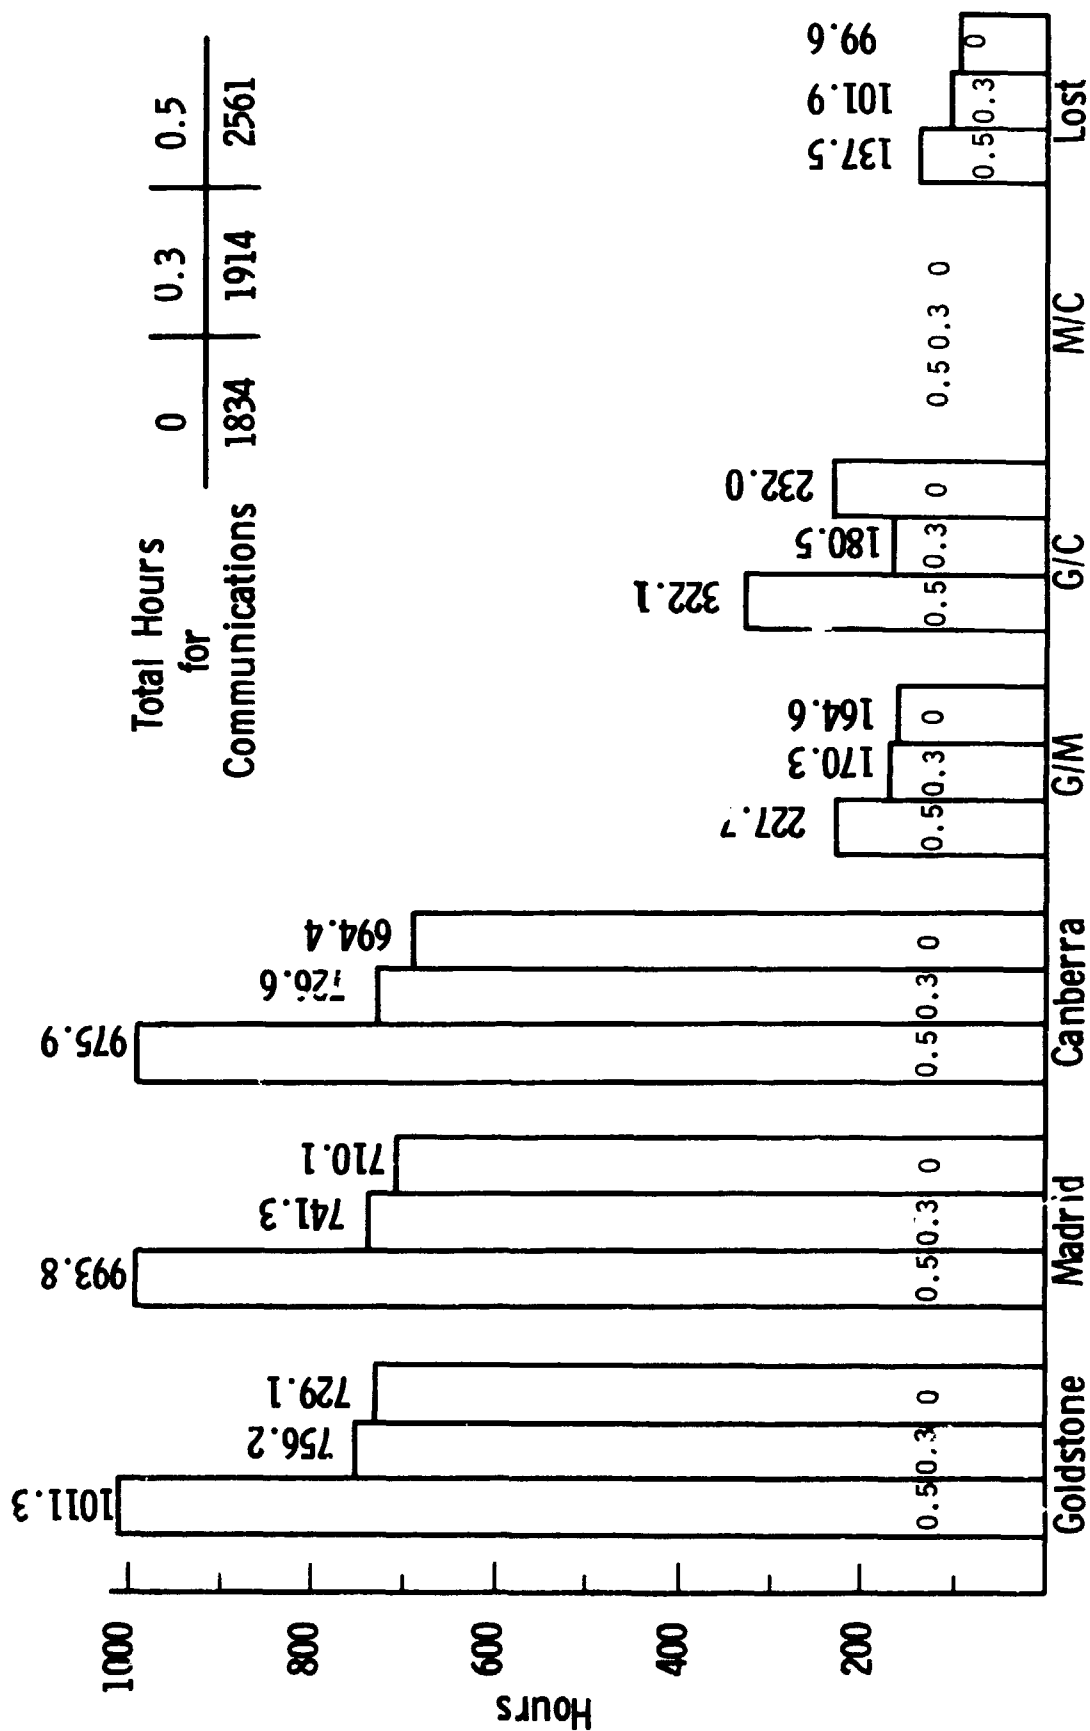 Total Hours
for
Communications
0 0.3 0.5
1834 1914 2561
Hours
1000
800
600
400
200
1011.3 756.2 729.1
993.8 741.3 710.1
975.9 726.6 694.4
227.7 170.3 164.6
322.1 180.5 232.0
137.5 101.9 99.6
0.5 0.3 0
0.5 0.3 0
0.5 0.3 0
0.5 0.3 0
0.5 0.3 0
0.5 0.3 0
0.5 0.3 0
Goldstone Madrid Canberra G/M G/C M/C Lost